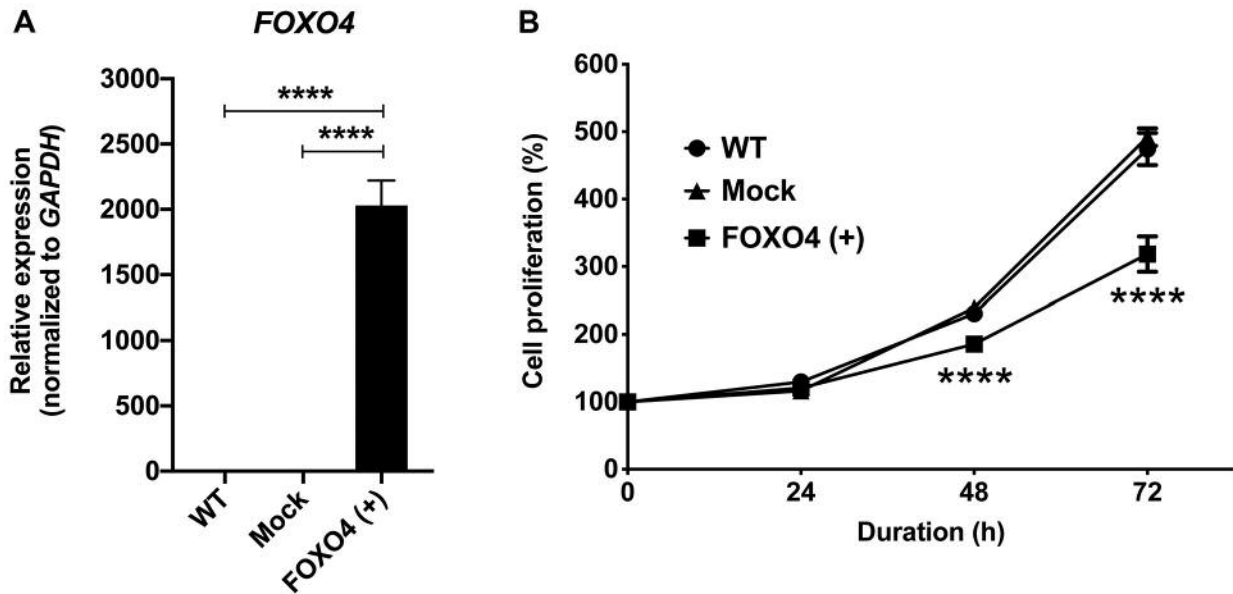 A
FOXO4
Relative expression
(normalized to GAPDH)
3000
2500
2000
1500
1000
500
0
****
****
WT
Mock
FOXO4 (+)
B
Cell proliferation (%)
600
500
400
300
200
100
0
WT
Mock
FOXO4 (+)
****
****
0
24
48
72
Duration (h)